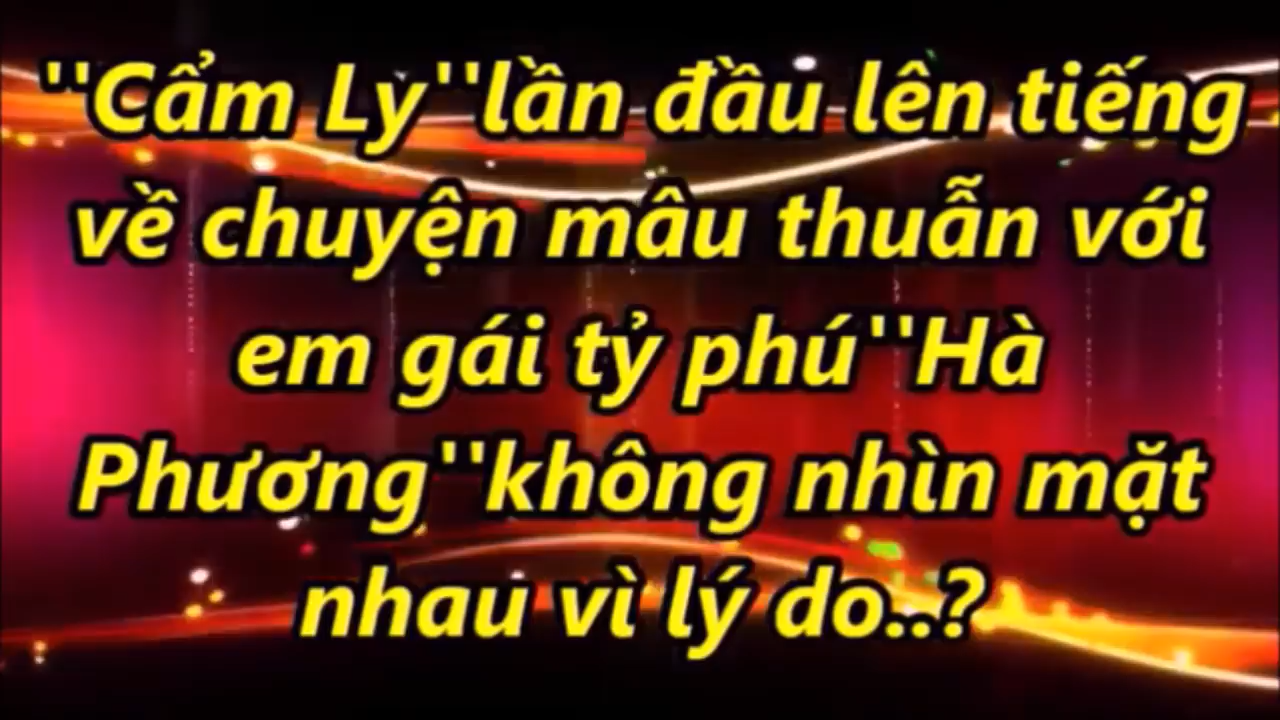 ''Cẩm Ly''lần đầu lên tiếng
về chuyện mâu thuẫn với
em gái tỷ phú''Hà
Phương''không nhìn mặt
nhau vì lý do..?